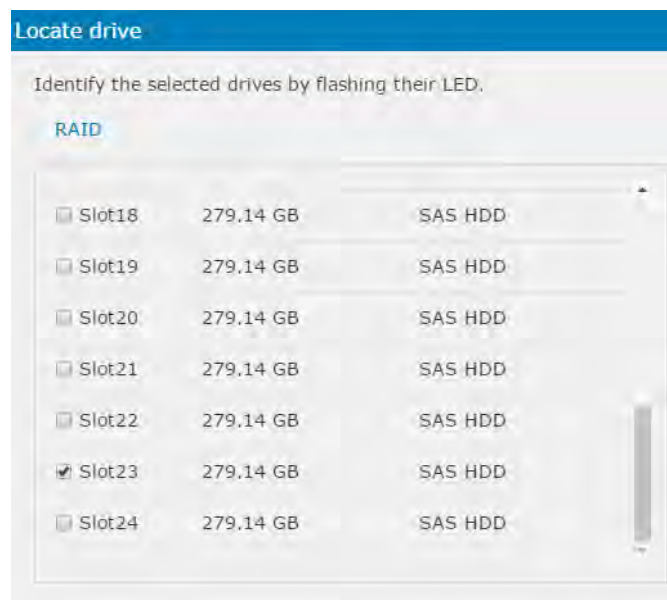 Locate drive
Identify the selected drives by flashing their LED.
RAID
Slot18 279.14 GB SAS HDD
Slot19 279.14 GB SAS HDD
Slot20 279.14 GB SAS HDD
Slot21 279.14 GB SAS HDD
Slot22 279.14 GB SAS HDD
Slot23 279.14 GB SAS HDD
Slot24 279.14 GB SAS HDD